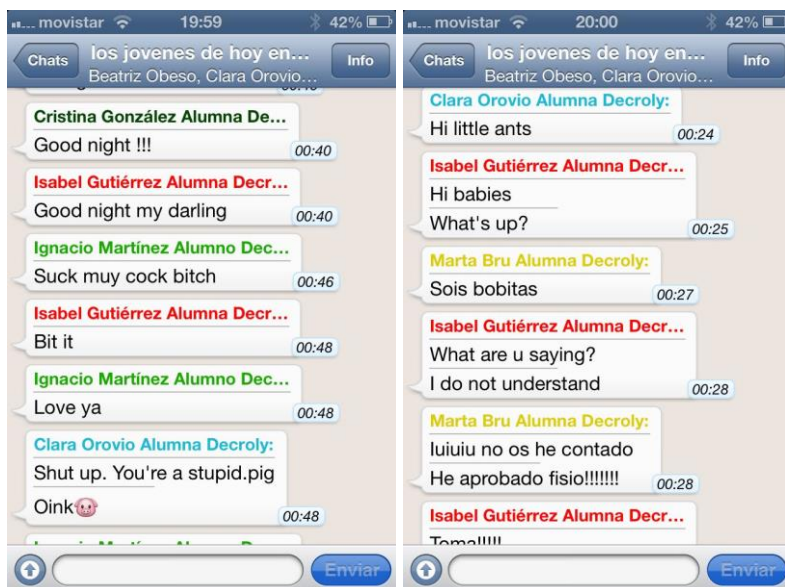 movistar 19:59 42%
Chats los jovenes de hoy en... Info
Beatriz Obeso, Clara Orovio...
Cristina González Alumna De...
Good night !!!
00:40
Isabel Gutiérrez Alumna Decr...
Good night my darling
00:40
Ignacio Martínez Alumno Dec...
Suck muy cock bitch
00:46
Isabel Gutiérrez Alumna Decr...
Bit it
00:48
Ignacio Martínez Alumno Dec...
Love ya
00:48
Clara Orovio Alumna Decroly:
Shut up. You're a stupid.pig
Oink🐷
00:48
Enviar
movistar 20:00 42%
Chats los jovenes de hoy en... Info
Beatriz Obeso, Clara Orovio...
Clara Orovio Alumna Decroly:
Hi little ants
00:24
Isabel Gutiérrez Alumna Decr...
Hi babies
What's up?
00:25
Marta Bru Alumna Decroly:
Sois bobitas
00:27
Isabel Gutiérrez Alumna Decr...
What are u saying?
I do not understand
00:28
Marta Bru Alumna Decroly:
Iuiuiu no os he contado
He aprobado fisio!!!!!!!
00:28
Isabel Gutiérrez Alumna Decr...
Toma!!!!!
Enviar